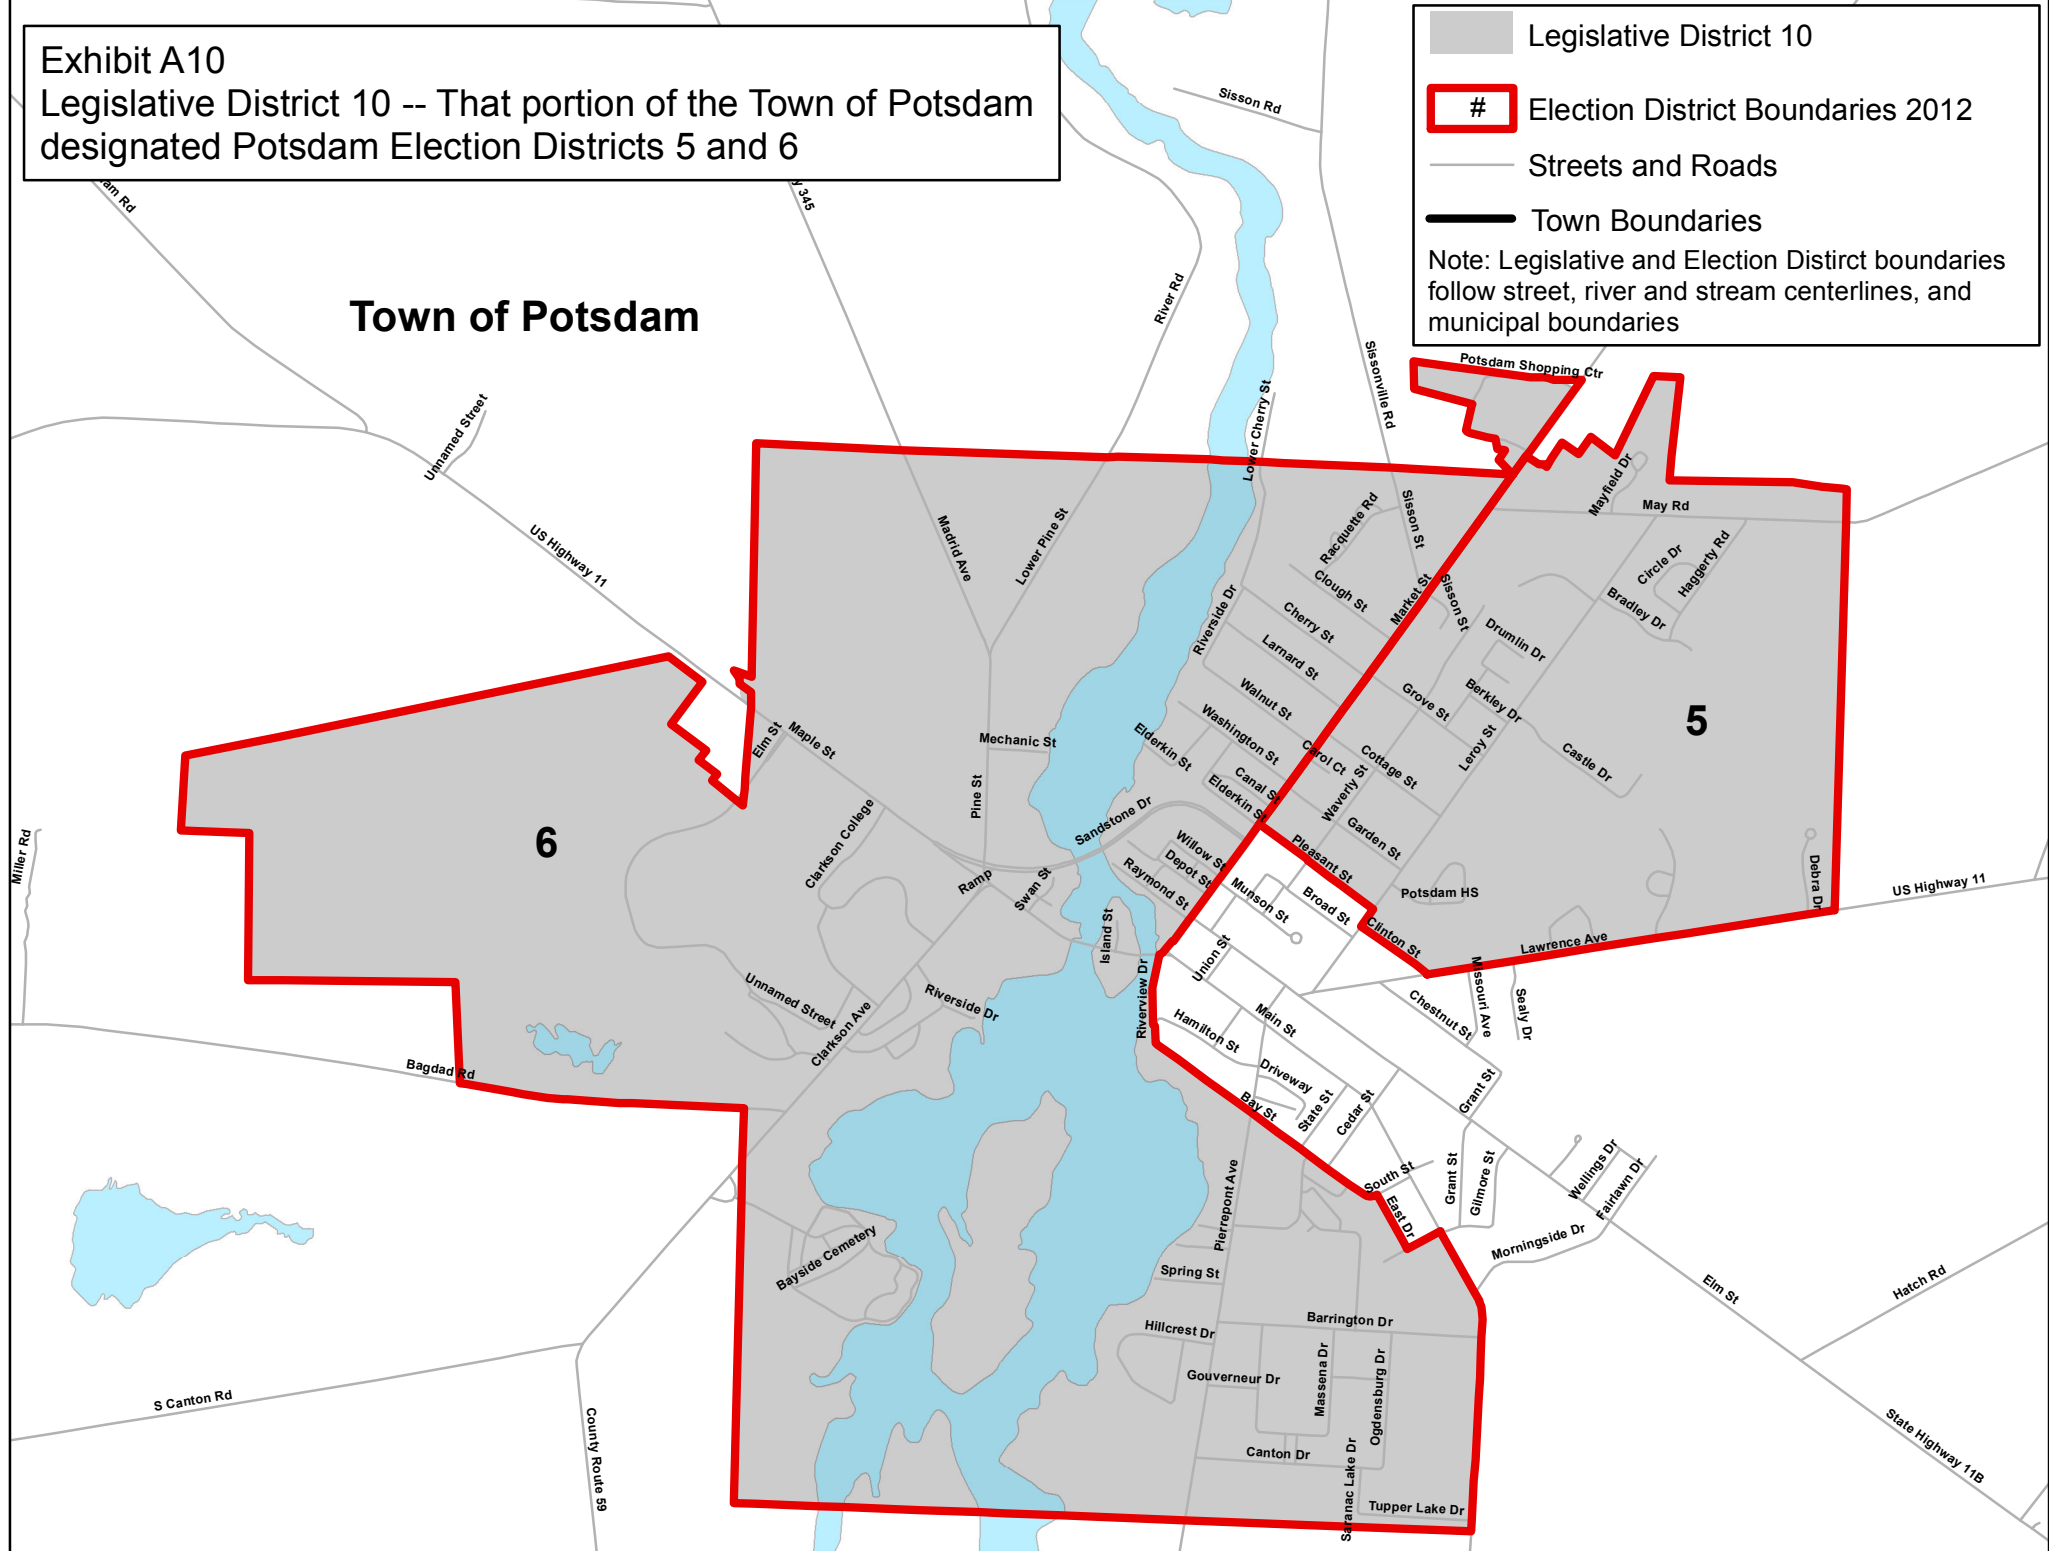 Exhibit A10
Legislative District 10 -- That portion of the Town of Potsdam
designated Potsdam Election Districts 5 and 6
Legislative District 10
#
Election District Boundaries 2012
Streets and Roads
Town Boundaries
Note: Legislative and Election Distirct boundaries
follow street, river and stream centerlines, and
municipal boundaries
Town of Potsdam
Sisson Rd
am Rd
y 345
River Rd
Sissonville Rd
Potsdam Shopping Ctr
Lower Cherry St
Unnamed Street
US Highway 11
Madrid Ave
Lower Pine St
Racquette Rd
Sisson St
Mayfield Dr
May Rd
Clough St
Market St
Sisson St
Circle Dr
Haggerty Rd
Bradley Dr
Riverside Dr
Cherry St
Larnard St
Drumlin Dr
Walnut St
Grove St
Berkley Dr
Leroy St
5
Elm St
Maple St
Mechanic St
Elderkin St
Washington St
Carol Ct
Cottage St
Castle Dr
Pine St
Canal St
Elderkin St
Waverly St
Sandstone Dr
Garden St
6
Miller Rd
Clarkson College
Willow St
Depot St
Raymond St
Pleasant St
Potsdam HS
Debra Dr
US Highway 11
Ramp
Swan St
Munson St
Broad St
Clinton St
Lawrence Ave
Island St
Union St
Missouri Ave
Sealy Dr
Unnamed Street
Riverside Dr
Riverview Dr
Clarkson Ave
Hamilton St
Main St
Chestnut St
Bagdad Rd
Driveway
Bay St
State St
Cedar St
Grant St
South St
East Dr
Grant St
Gilmore St
Wellings Dr
Fairlawn Dr
Pierrepont Ave
Morningside Dr
Bayside Cemetery
Spring St
Elm St
Hatch Rd
Hillcrest Dr
Barrington Dr
Gouverneur Dr
Massena Dr
Ogdensburg Dr
S Canton Rd
County Route 59
Canton Dr
Saranac Lake Dr
Tupper Lake Dr
State Highway 11B